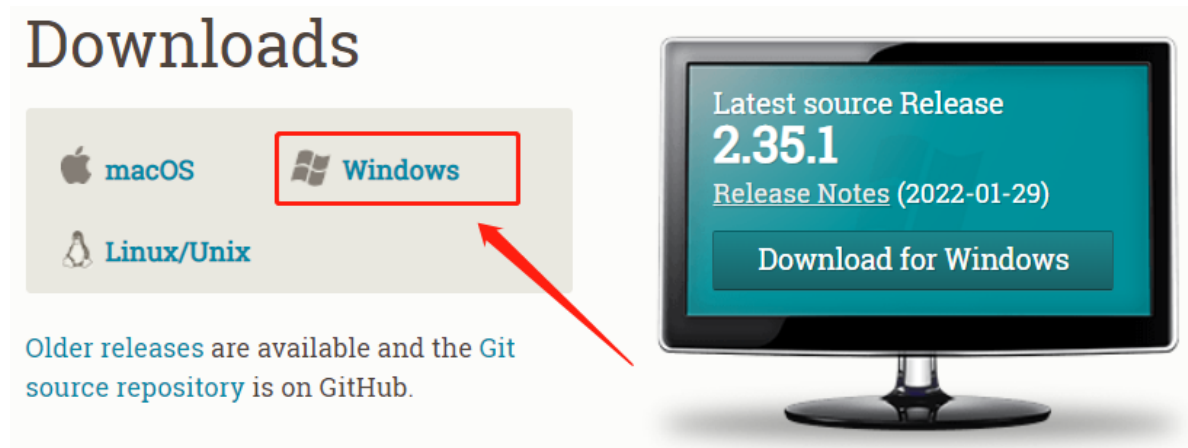 Downloads
macOS
Windows
Linux/Unix
Older releases are available and the Git
source repository is on GitHub.
Latest source Release
2.35.1
Release Notes (2022-01-29)
Download for Windows